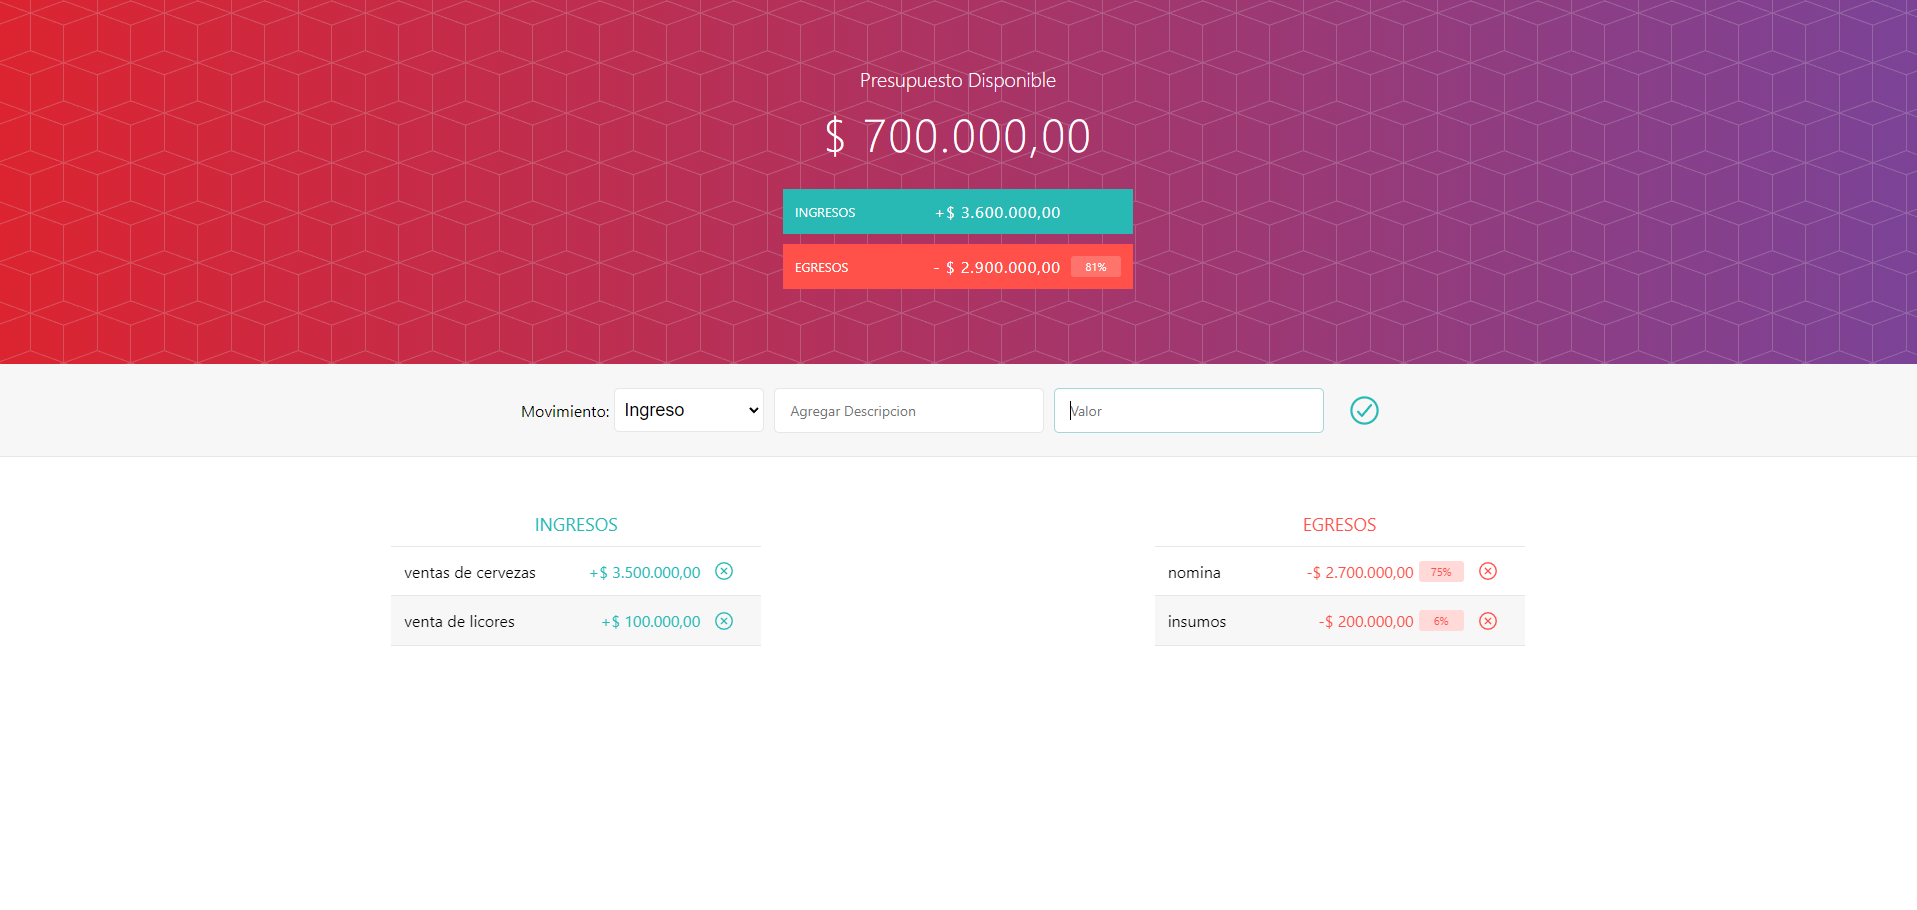 Presupuesto Disponible
$ 700.000,00
INGRESOS +$ 3.600.000,00
EGRESOS - $ 2.900.000,00 81%
Movimiento: Ingreso Agregar Descripcion Valor
INGRESOS
ventas de cervezas +$ 3.500.000,00
venta de licores +$ 100.000,00
EGRESOS
nomina -$ 2.700.000,00 75%
insumos -$ 200.000,00 6%